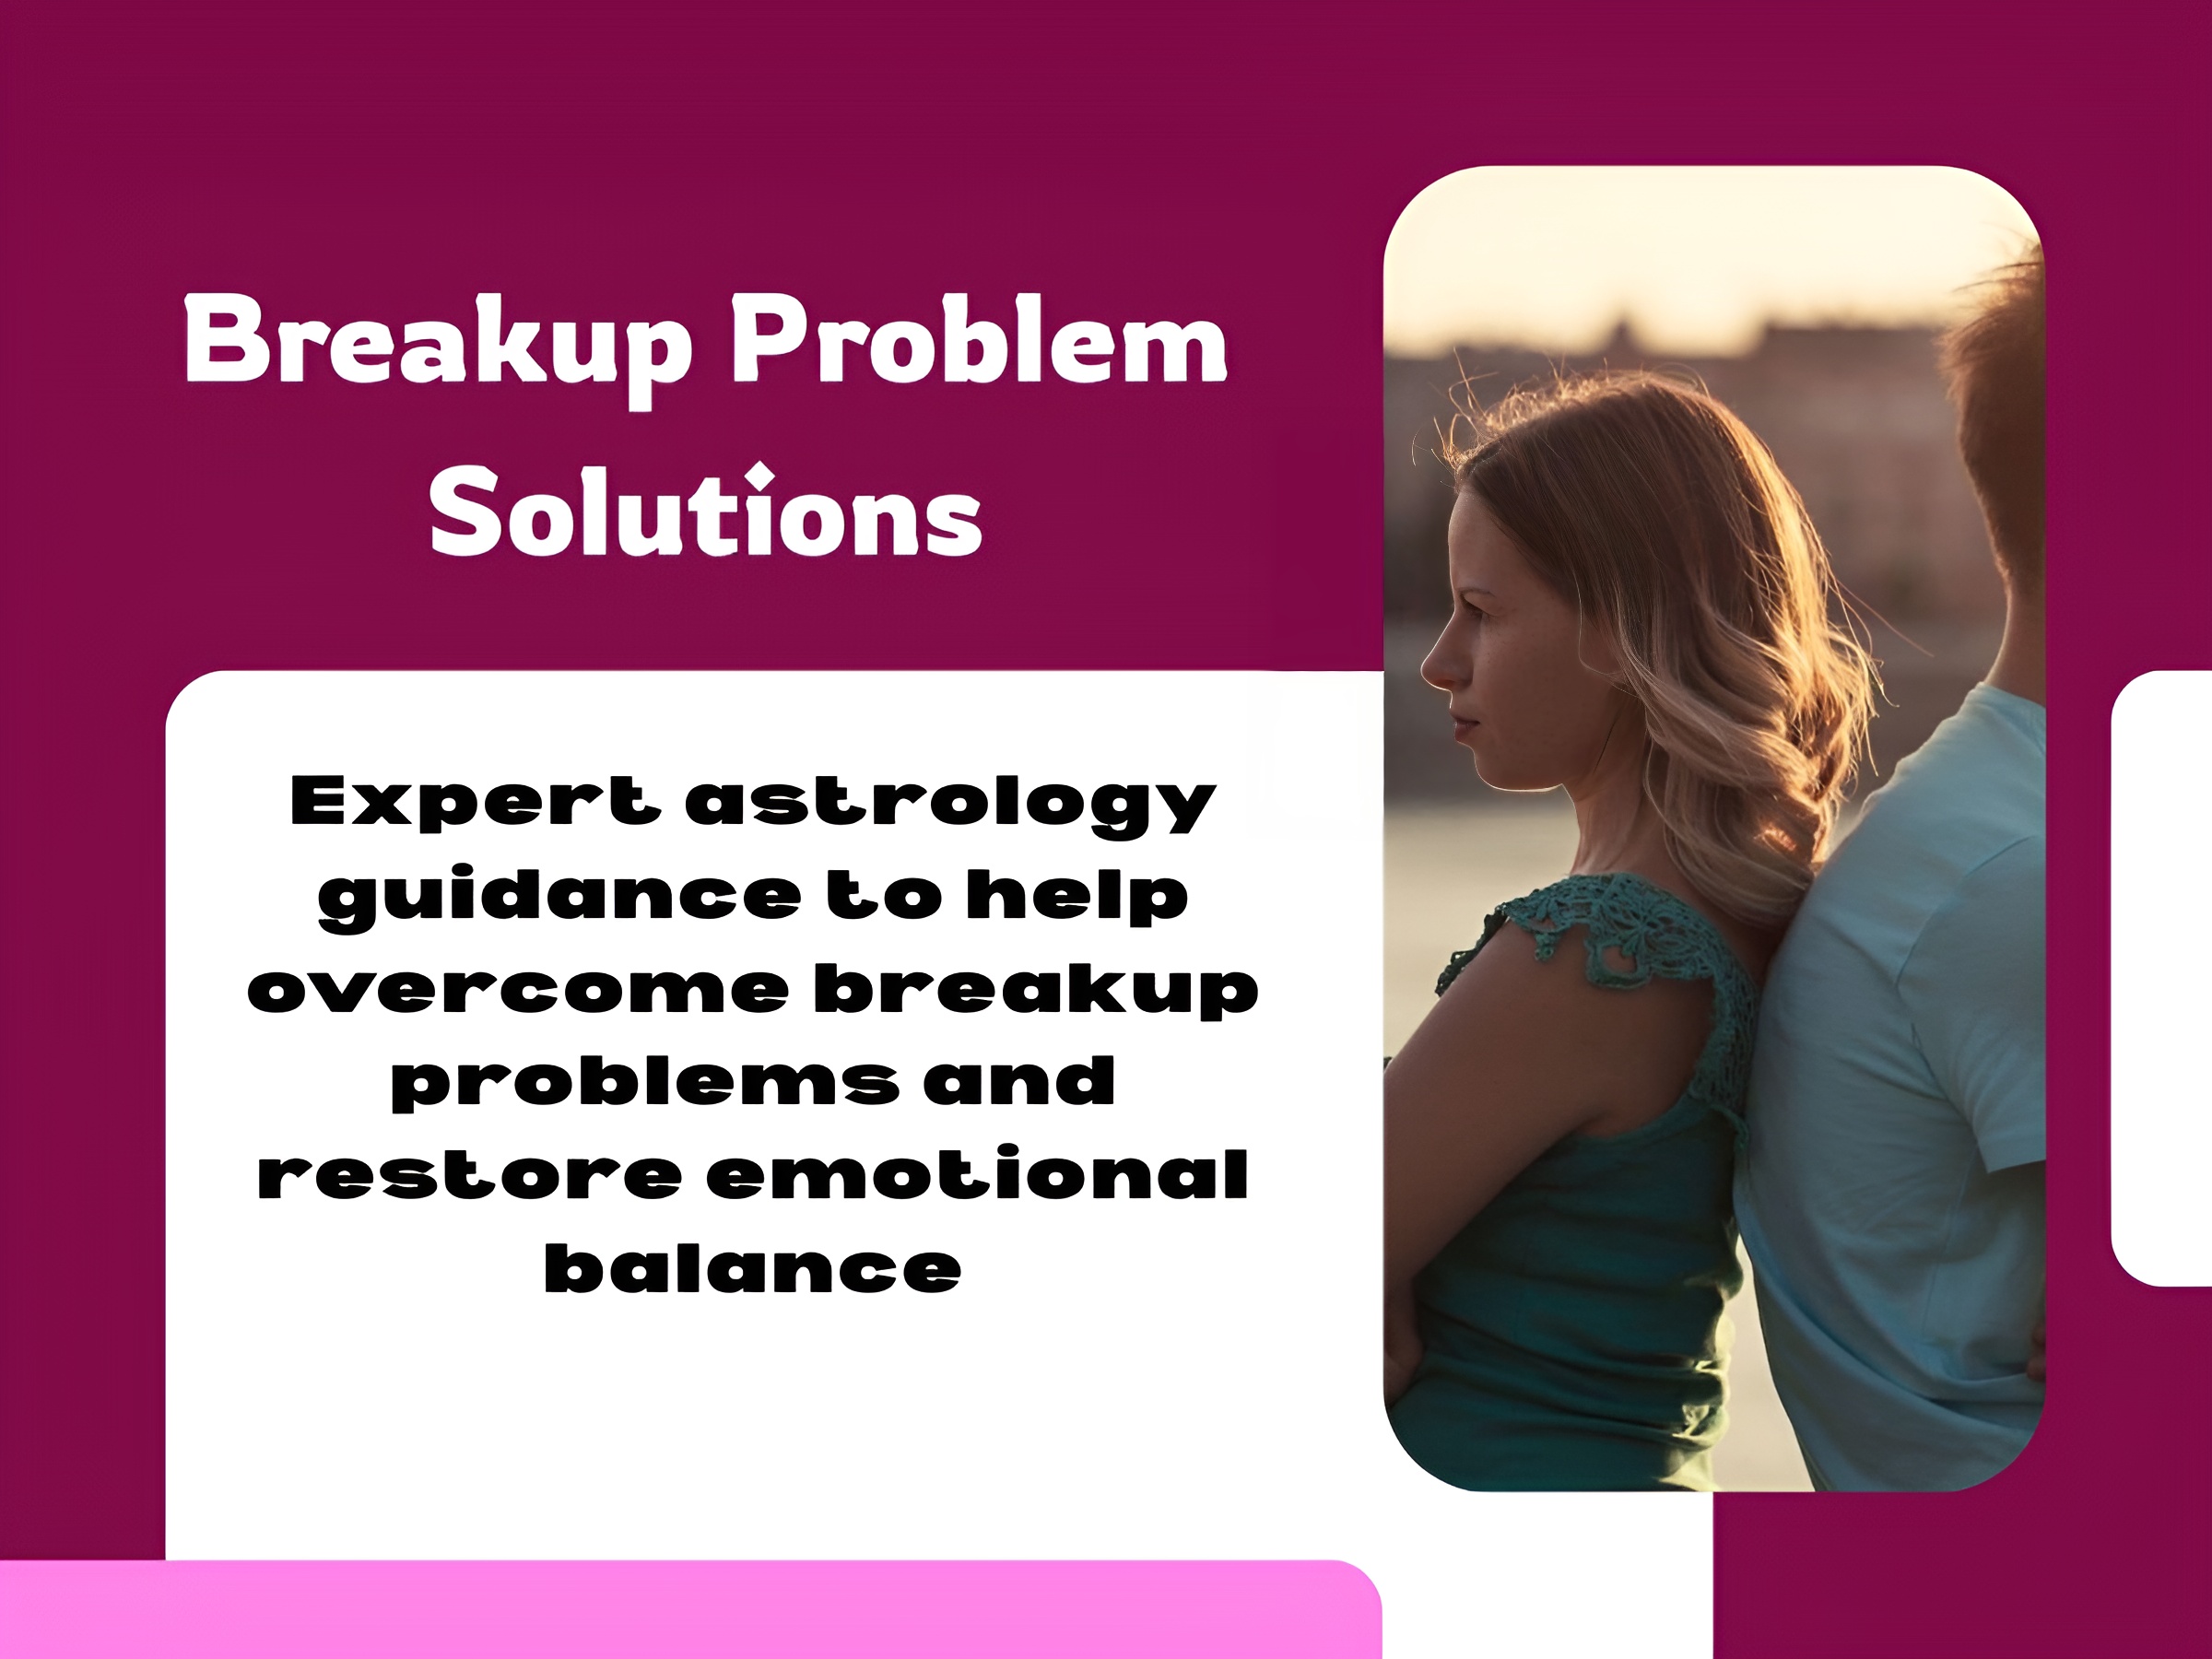 Breakup Problem
Solutions
Expert astrology
guidance to help
overcome breakup
problems and
restore emotional
balance